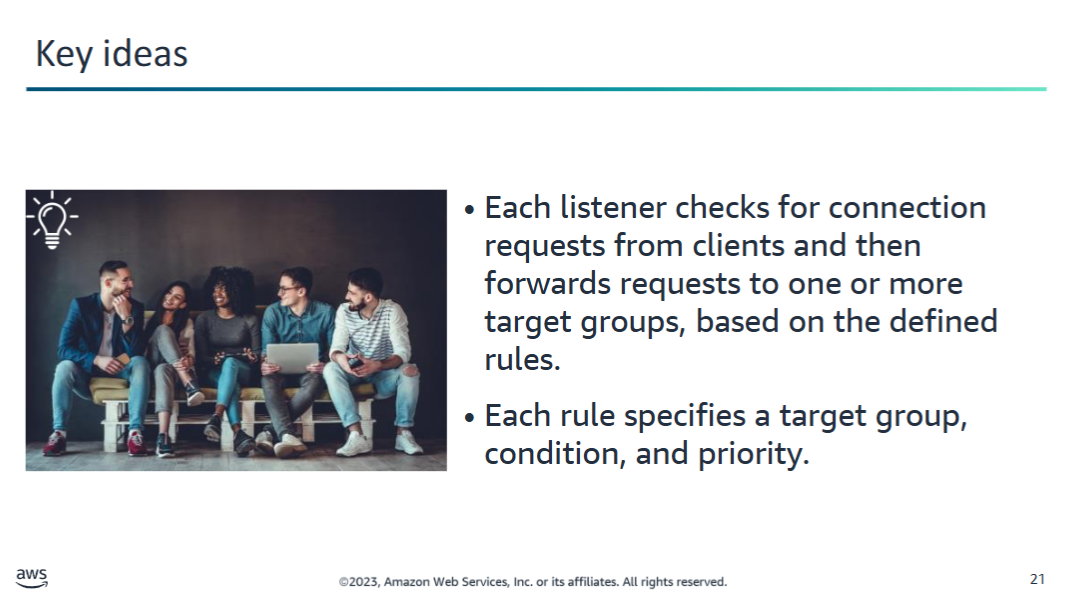 Key ideas
• Each listener checks for connection
requests from clients and then
forwards requests to one or more
target groups, based on the defined
rules.
• Each rule specifies a target group,
condition, and priority.
aws
©2023, Amazon Web Services, Inc. or its affiliates. All rights reserved.
21